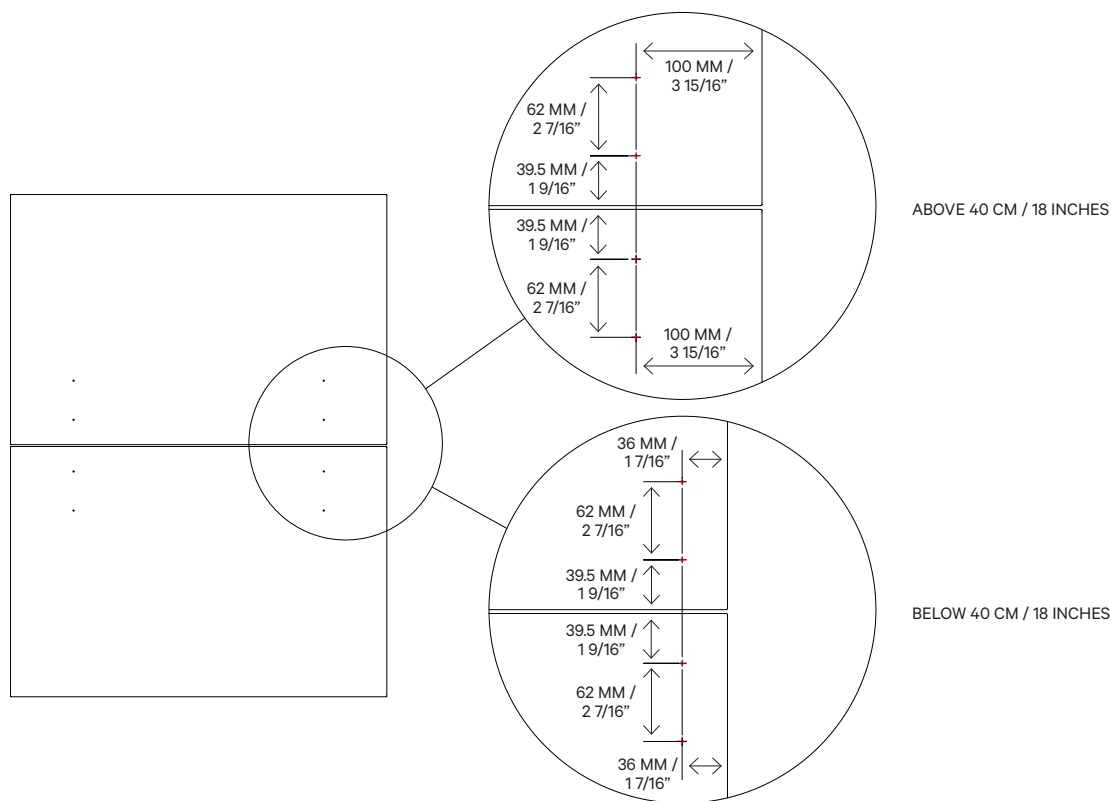 100 MM /
3 15/16”
62 MM /
2 7/16”
39.5 MM /
1 9/16”
39.5 MM /
1 9/16”
62 MM /
2 7/16”
100 MM /
3 15/16”
ABOVE 40 CM / 18 INCHES
36 MM /
1 7/16”
62 MM /
2 7/16”
39.5 MM /
1 9/16”
39.5 MM /
1 9/16”
62 MM /
2 7/16”
36 MM /
1 7/16”
BELOW 40 CM / 18 INCHES